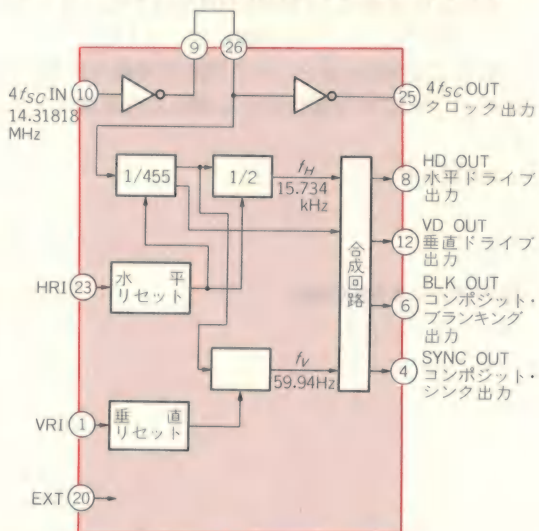 9
26
4fSC IN
10
14.31818
MHz
25
4fSC OUT
クロック出力
1/455
1/2
fH
15.734
kHz
合成回路
8
HD OUT
水平ドライブ
出力
12
VD OUT
垂直ドライブ
出力
HRI
23
水平
リセット
6
BLK OUT
コンポジット・
ブランキング
出力
fV
59.94Hz
4
SYNC OUT
コンポジット・
シンク出力
VRI
1
垂直
リセット
EXT
20